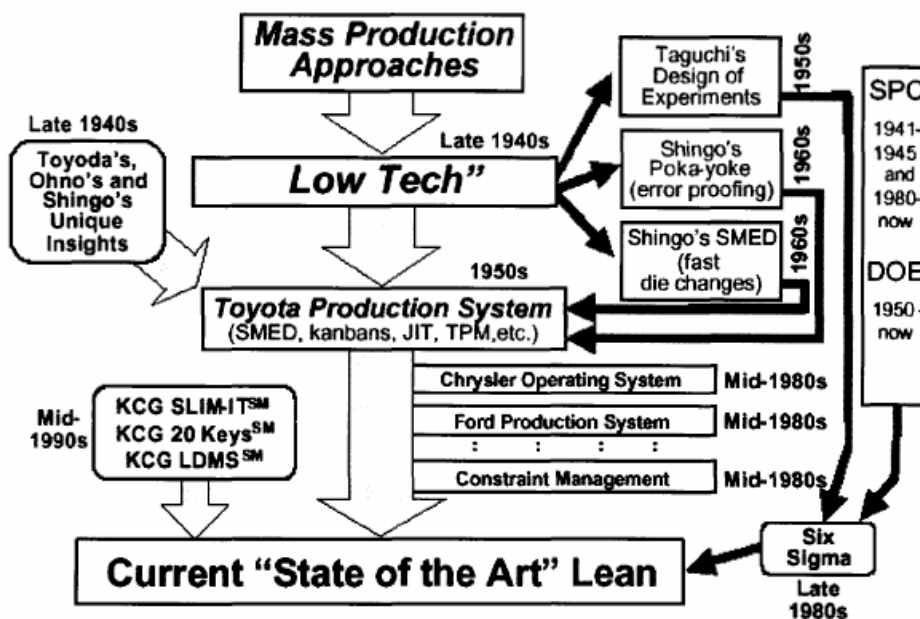 Mass Production
Approaches
Late 1940s
Toyoda's,
Ohno's and
Shingo's
Unique
Insights
Late 1940s
Low Tech"
Taguchi's
Design of
Experiments
1950s
Shingo's
Poka-yoke
(error proofing)
1960s
Shingo's SMED
(fast
die changes)
1960s
SPC
1941-
1945
and
1980-
now
DOE
1950 -
now
1950s
Toyota Production System
(SMED, kanbans, JIT, TPM,etc.)
Chrysler Operating System
Mid-1980s
Ford Production System
Mid-1980s
: : : :
Constraint Management
Mid-1980s
Mid-
1990s
KCG SLIM-IT℠
KCG 20 Keys℠
KCG LDMS℠
Six
Sigma
Late
1980s
Current "State of the Art" Lean